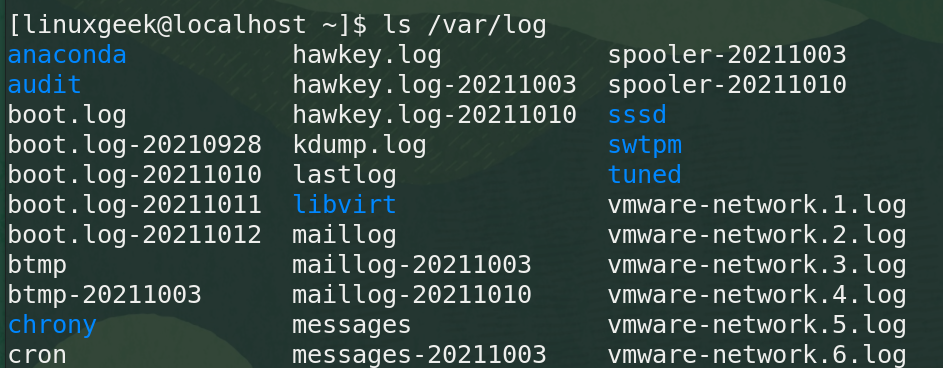 [linuxgeek@localhost ~]$ ls /var/log
anaconda hawkey.log spooler-20211003
audit hawkey.log-20211003 spooler-20211010
boot.log hawkey.log-20211010 sssd
boot.log-20210928 kdump.log swtpm
boot.log-20211010 lastlog tuned
boot.log-20211011 libvirt vmware-network.1.log
boot.log-20211012 maillog vmware-network.2.log
btmp maillog-20211003 vmware-network.3.log
btmp-20211003 maillog-20211010 vmware-network.4.log
chrony messages vmware-network.5.log
cron messages-20211003 vmware-network.6.log